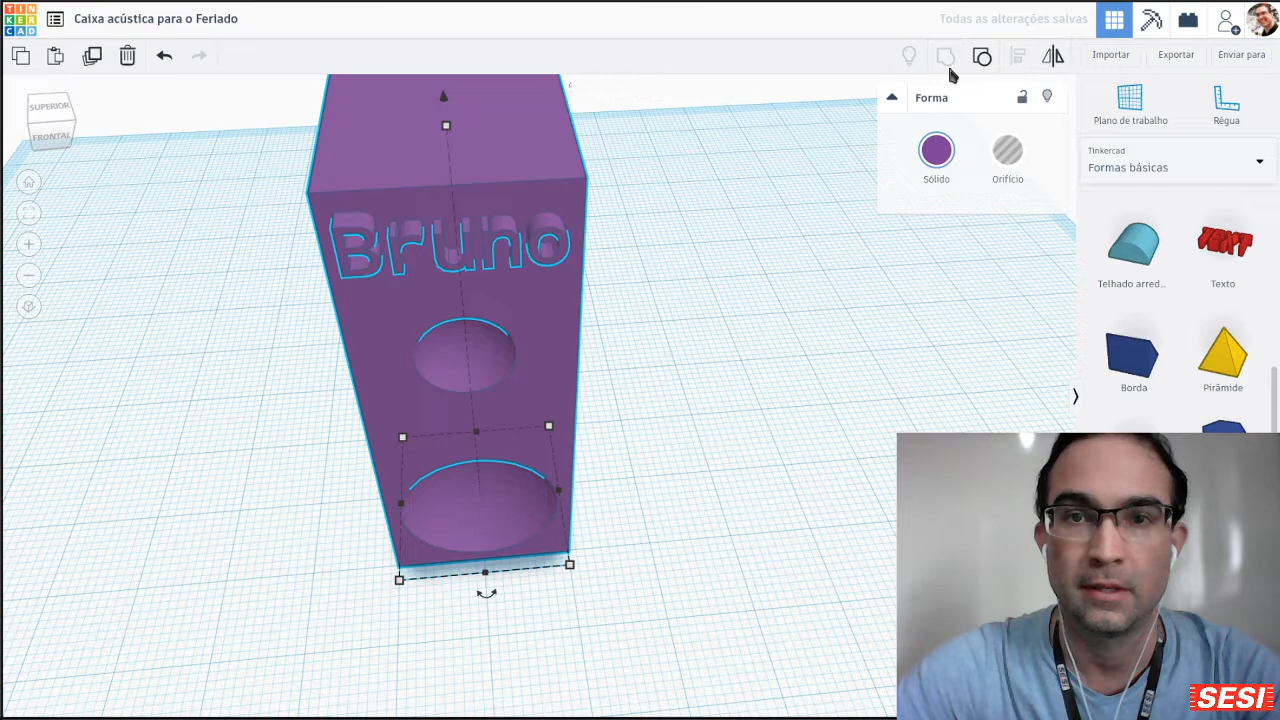 TIN
KER
CAD
Caixa acústica para o Feriado
Todas as alterações salvas
Importar
Exportar
Enviar para
SUPERIOR
FRONTAL
Forma
Sólido
Orifício
Plano de trabalho
Régua
Tinkercad
Formas básicas
Telhado arred...
TEXT
Texto
Borda
Pirâmide
Bruno
SESI